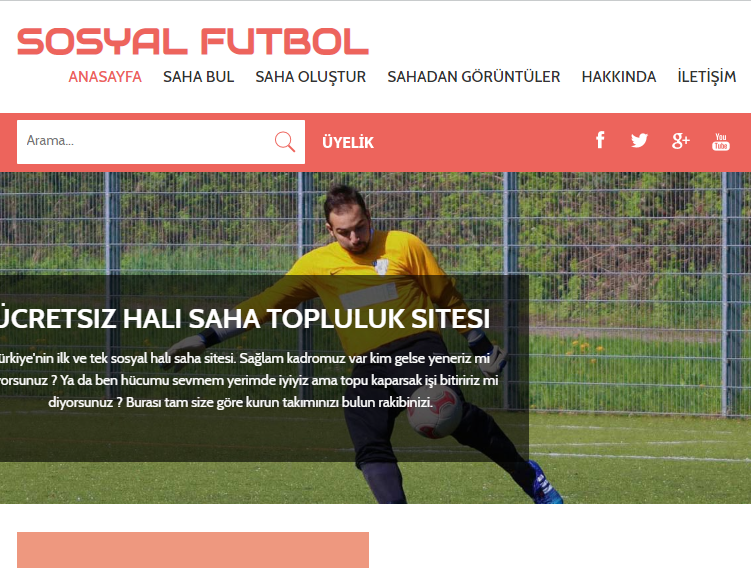 SOSYAL FUTBOL
ANASAYFA SAHA BUL SAHA OLUŞTUR SAHADAN GÖRÜNTÜLER HAKKINDA İLETİŞİM
Arama... ÜYELİK
You
Tube
ÜCRETSIZ HALI SAHA TOPLULUK SITESI
ürkiye'nin ilk ve tek sosyal halı saha sitesi. Sağlam kadromuz var kim gelse yeneriz mi
yorsunuz ? Ya da ben hücumu sevmem yerimde iyiyiz ama topu kaparsak işi bitiririz mi
diyorsunuz ? Burası tam size göre kurun takımınızı bulun rakibinizi.